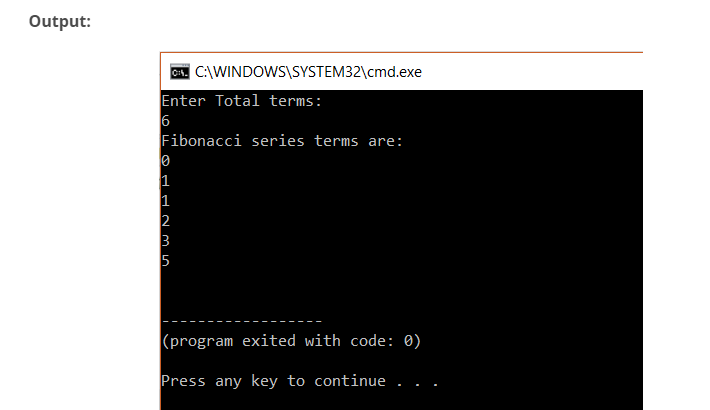 Output:
C:\WINDOWS\SYSTEM32\cmd.exe
Enter Total terms:
6
Fibonacci series terms are:
0
1
1
2
3
5
------------------
(program exited with code: 0)
Press any key to continue . . .